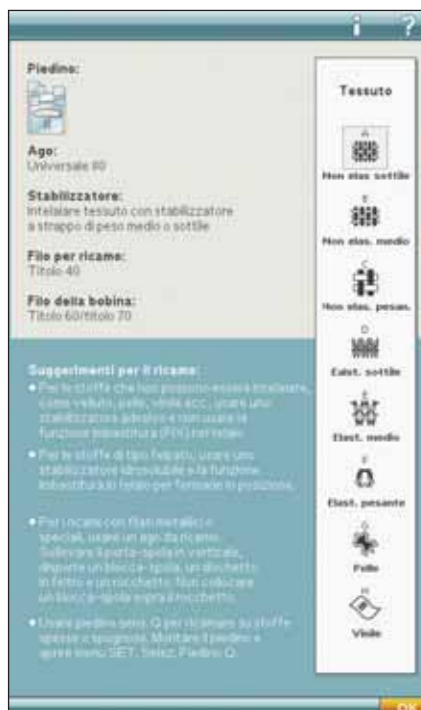 i ?
Piedino:
Ago:
Universale 80
Stabilizzatore:
Intelaiare tessuto con stabilizzatore
a strappo di peso medio o sottile
Filo per ricamo:
Titolo 40
Filo della bobina:
Titolo 60/titolo 70
Suggerimenti per il ricamo:
• Per le stoffe che non possono essere intelaiate,
come velluto, pelle, vinile ecc., usare uno
stabilizzatore adesivo e non usare la
funzione Imbastitura (FIX) nel telaio.
• Per le stoffe di tipo felpato, usare uno
stabilizzatore idrosolubile e la funzione
Imbastitura in telaio per fermarle in posizione.
• Per i ricami con filati metallici o
speciali, usare un ago da ricamo.
Sollevare il porta-spola in verticale,
disporre un blocca-spola, un dischetto
in feltro e un rocchetto. Non collocare
un blocca-spola sopra il rocchetto.
• Usare piedino sens. Q per ricamare su stoffe
spesse o spugnose. Montare il piedino e
aprire menu SET. Selez. Piedino Q.
Tessuto
A
Non elas sottile
B
Non elas. medio
C
Non elas. pesan.
D
Elast. sottile
E
Elast. medio
F
Elast. pesante
G
Pelle
H
Vinile
OK